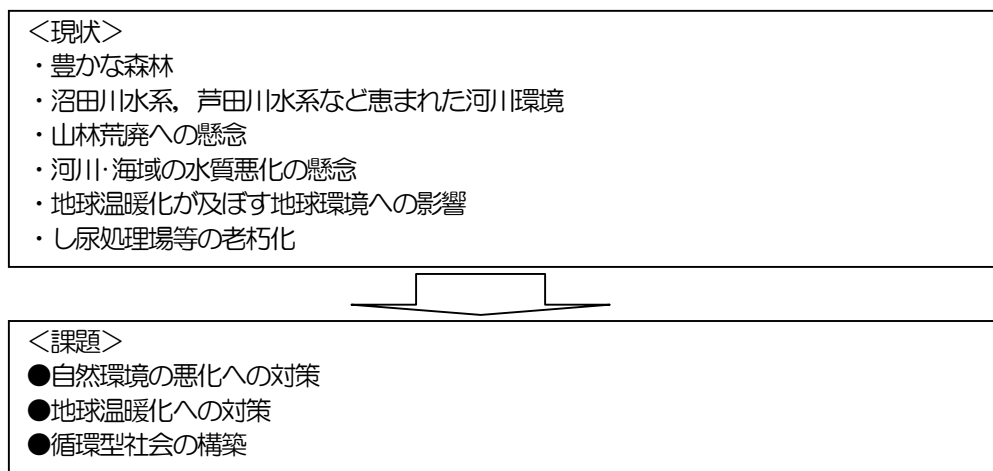 ＜現状＞
・豊かな森林
・沼田川水系，芦田川水系など恵まれた河川環境
・山林荒廃への懸念
・河川･海域の水質悪化の懸念
・地球温暖化が及ぼす地球環境への影響
・し尿処理場等の老朽化
＜課題＞
●自然環境の悪化への対策
●地球温暖化への対策
●循環型社会の構築